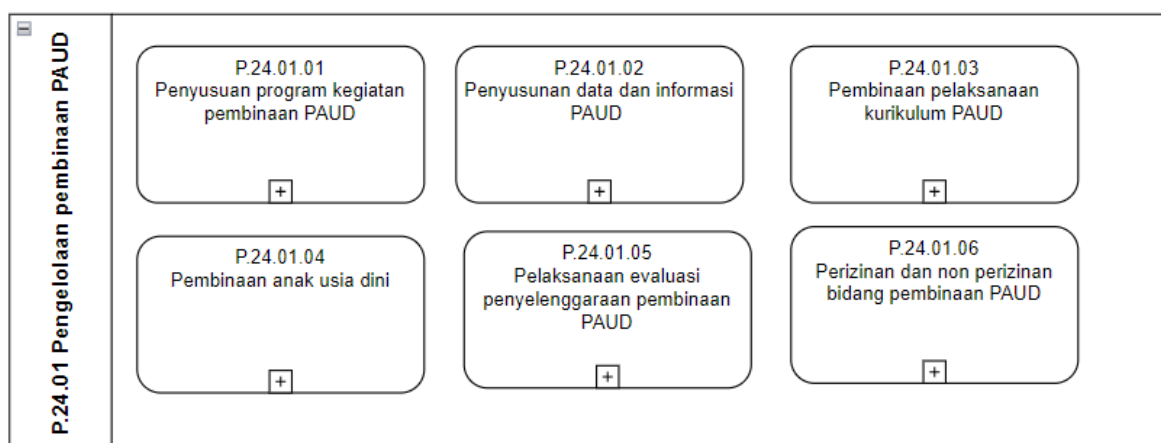 P.24.01 Pengelolaan pembinaan PAUD
P.24.01.01
Penyusuan program kegiatan
pembinaan PAUD
P.24.01.02
Penyusunan data dan informasi
PAUD
P.24.01.03
Pembinaan pelaksanaan
kurikulum PAUD
P.24.01.04
Pembinaan anak usia dini
P.24.01.05
Pelaksanaan evaluasi
penyelenggaraan pembinaan
PAUD
P.24.01.06
Perizinan dan non perizinan
bidang pembinaan PAUD